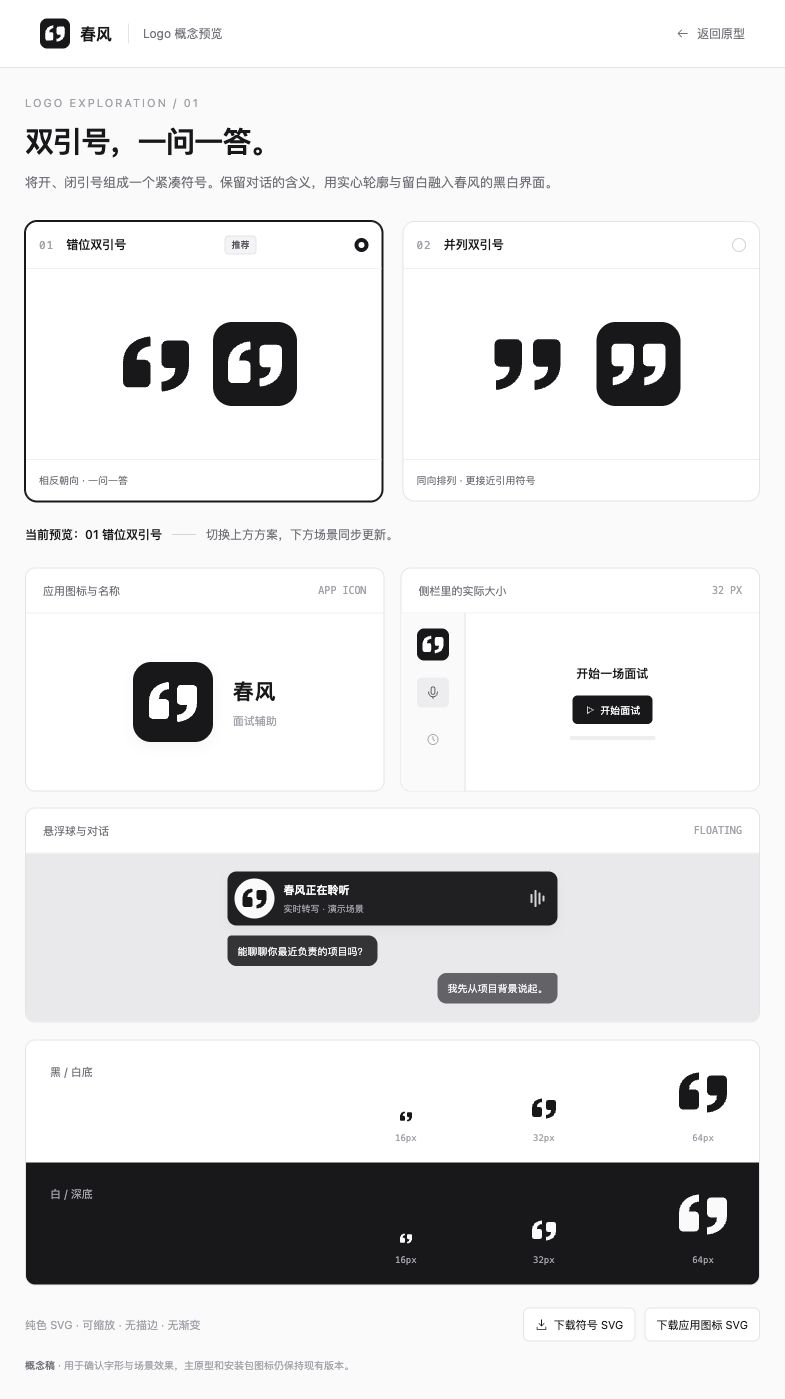 春风
Logo 概念预览
← 返回原型
LOGO EXPLORATION / 01
双引号，一问一答。
将开、闭引号组成一个紧凑符号。保留对话的含义，用实心轮廓与留白融入春风的黑白界面。
01 错位双引号 推荐
相反朝向 · 一问一答
02 并列双引号
同向排列 · 更接近引用符号
当前预览：01 错位双引号 —— 切换上方方案，下方场景同步更新。
应用图标与名称 APP ICON
春风
面试辅助
侧栏里的实际大小 32 PX
开始一场面试
开始面试
悬浮球与对话 FLOATING
春风正在聆听
实时转写 · 演示场景
能聊聊你最近负责的项目吗？
我先从项目背景说起。
黑 / 白底
16px 32px 64px
白 / 深底
16px 32px 64px
纯色 SVG · 可缩放 · 无描边 · 无渐变
下载符号 SVG
下载应用图标 SVG
概念稿 · 用于确认字形与场景效果，主原型和安装包图标仍保持现有版本。